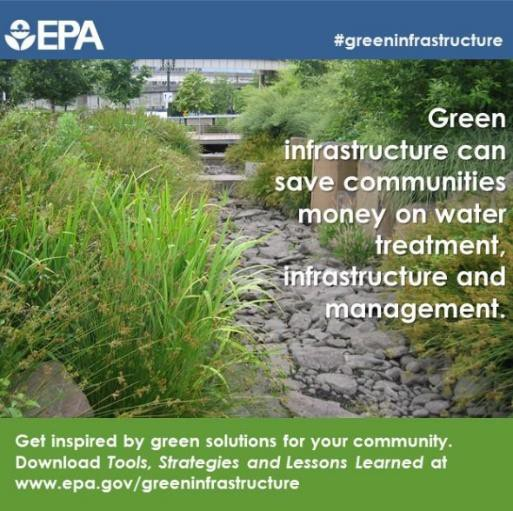 EPA
#greeninfrastructure
Green
infrastructure can
save communities
money on water
treatment,
infrastructure and
management.
Get inspired by green solutions for your community.
Download Tools, Strategies and Lessons Learned at
www.epa.gov/greeninfrastructure